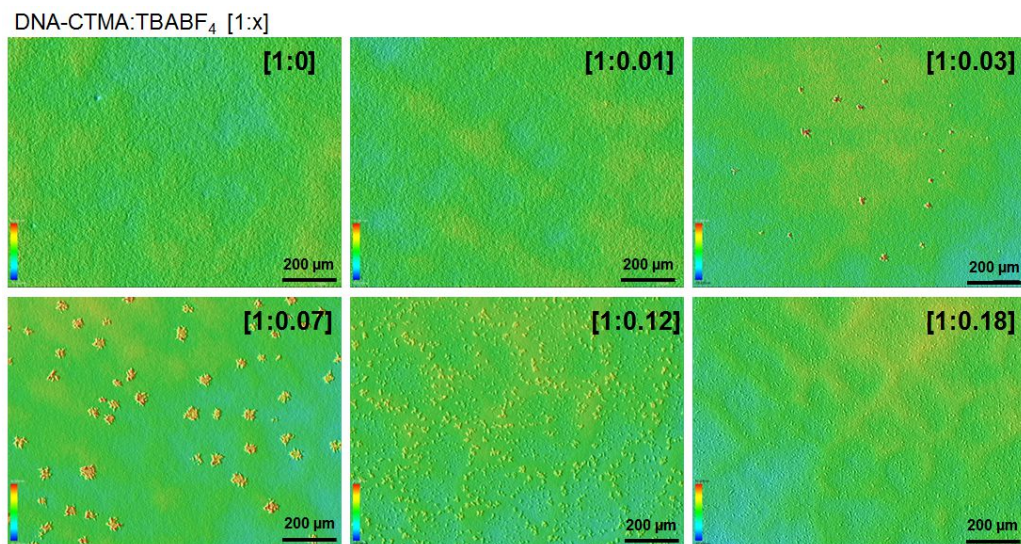 DNA-CTMA:TBABF₄ [1:x]
[1:0]
200 µm
[1:0.01]
200 µm
[1:0.03]
200 µm
[1:0.07]
200 µm
[1:0.12]
200 µm
[1:0.18]
200 µm